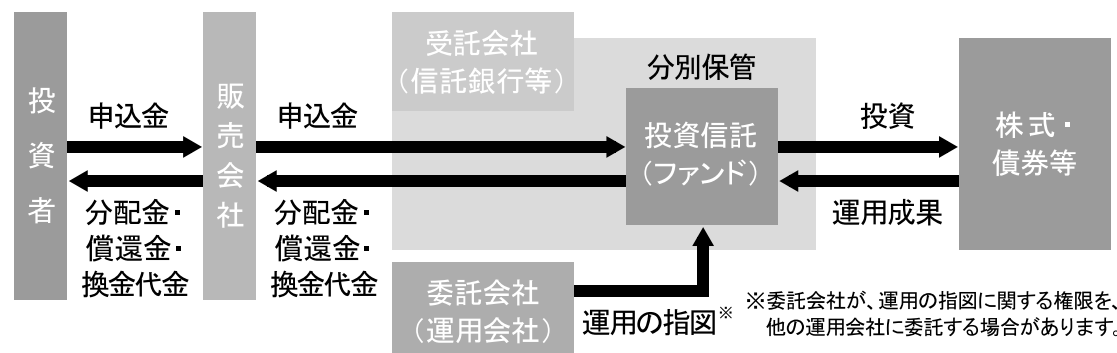 投資者
申込金
分配金・
償還金・
換金代金
販売会社
申込金
分配金・
償還金・
換金代金
受託会社
(信託銀行等)
分別保管
投資信託
(ファンド)
委託会社
(運用会社)
運用の指図※
投資
運用成果
株式・
債券等
※委託会社が、運用の指図に関する権限を、
他の運用会社に委託する場合があります。